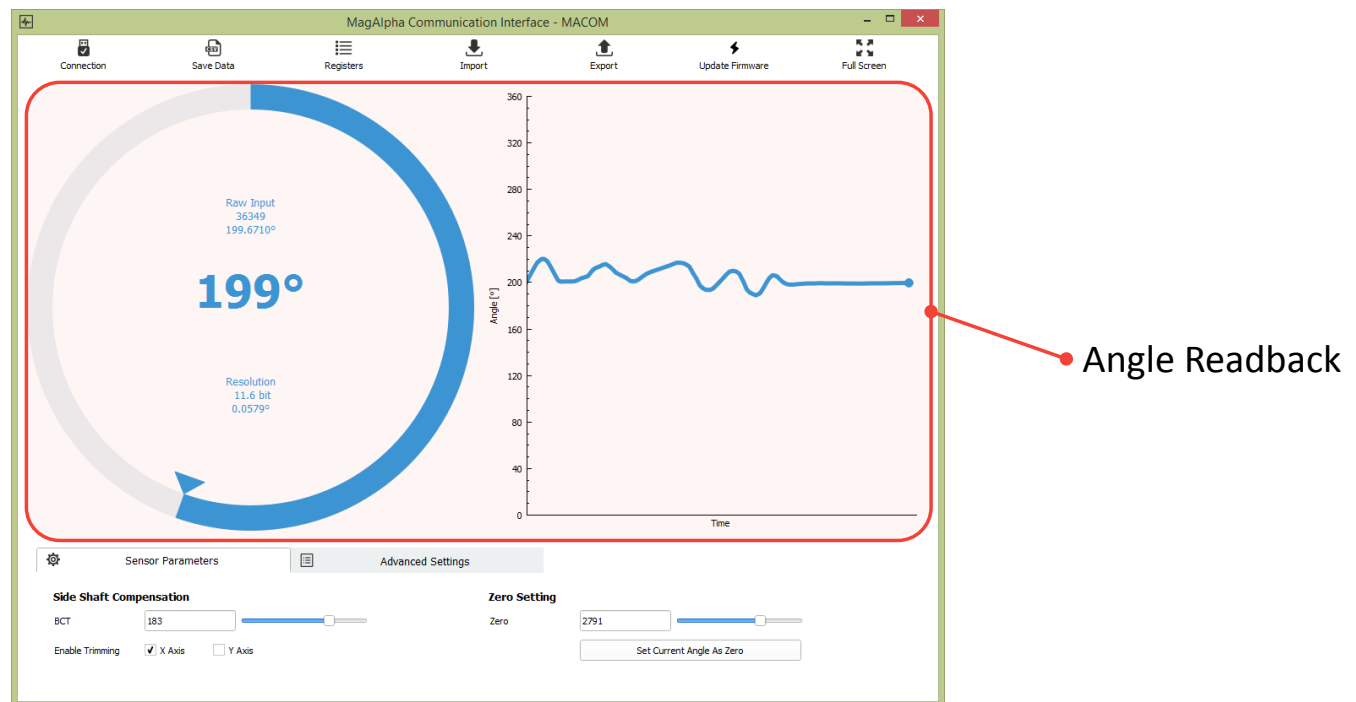 MagAlpha Communication Interface - MACOM
Connection Save Data Registers Import Export Update Firmware Full Screen
CSV
Raw Input
36349
199.6710º
199°
Resolution
11.6 bit
0.0579º
360
320
280
240
200
160
120
80
40
0
Angle [º]
Time
Angle Readback
Sensor Parameters Advanced Settings
Side Shaft Compensation
BCT 183
Enable Trimming X Axis Y Axis
Zero Setting
Zero 2791
Set Current Angle As Zero